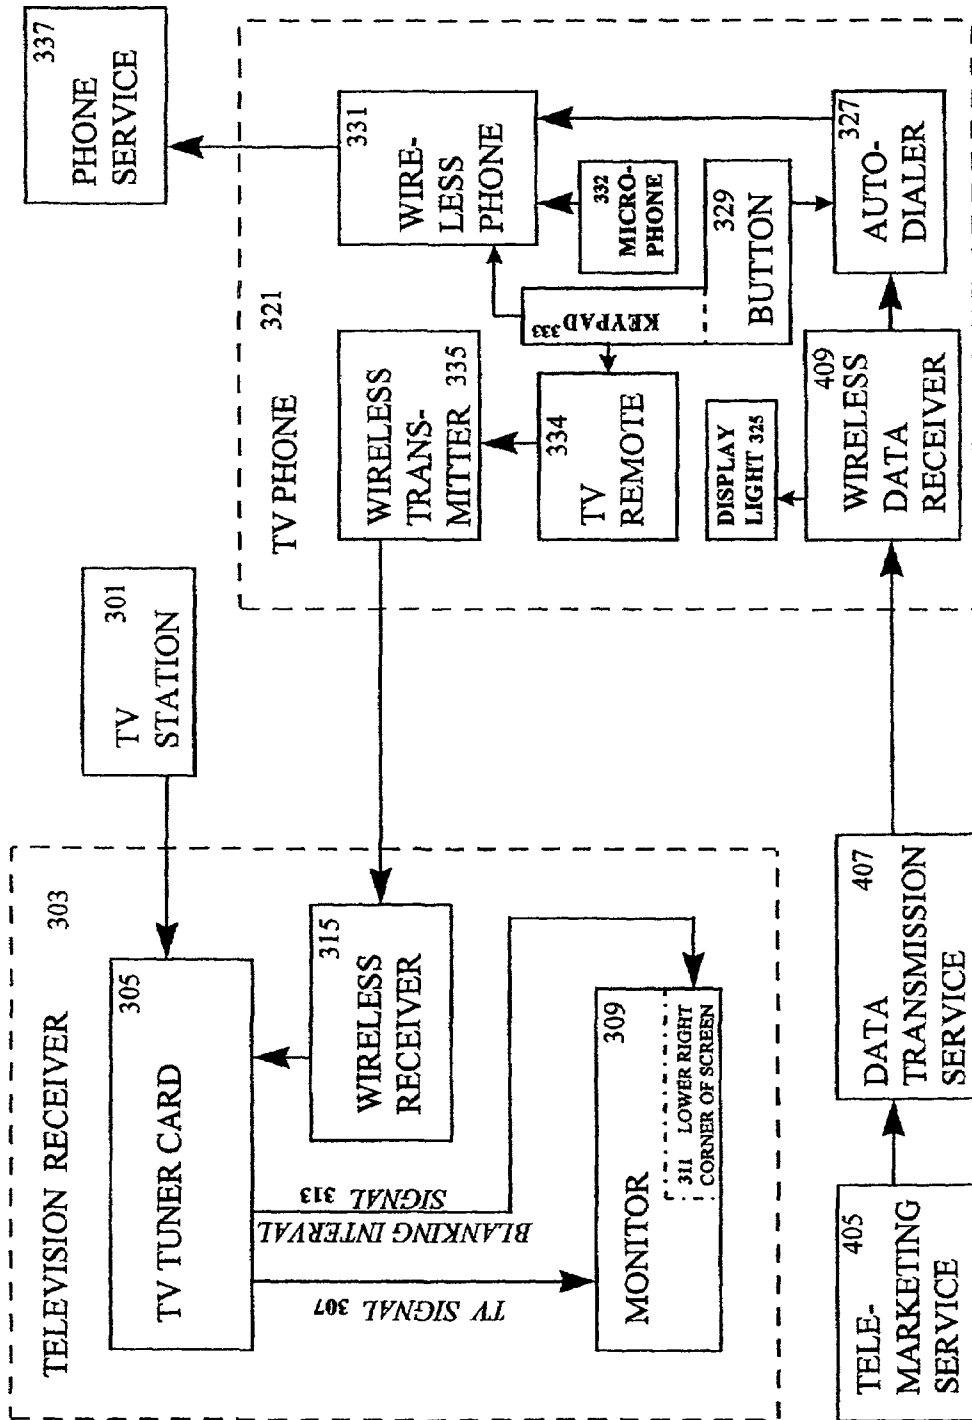 TELEVISION RECEIVER 303
TV TUNER CARD
305
TV SIGNAL 307
BLANKING INTERVAL
SIGNAL 313
WIRELESS
RECEIVER
315
MONITOR
309
311 LOWER RIGHT
CORNER OF SCREEN
TV
STATION
301
PHONE
SERVICE
337
TV PHONE 321
WIRELESS
TRANS-
MITTER 335
TV
REMOTE
334
KEYPAD
333
WIRE-
LESS
PHONE
331
332
MICRO-
PHONE
329
BUTTON
DISPLAY
LIGHT 325
WIRELESS
DATA
RECEIVER
409
AUTO-
DIALER
327
TELE-
MARKETING
SERVICE
405
DATA
TRANSMISSION
SERVICE
407